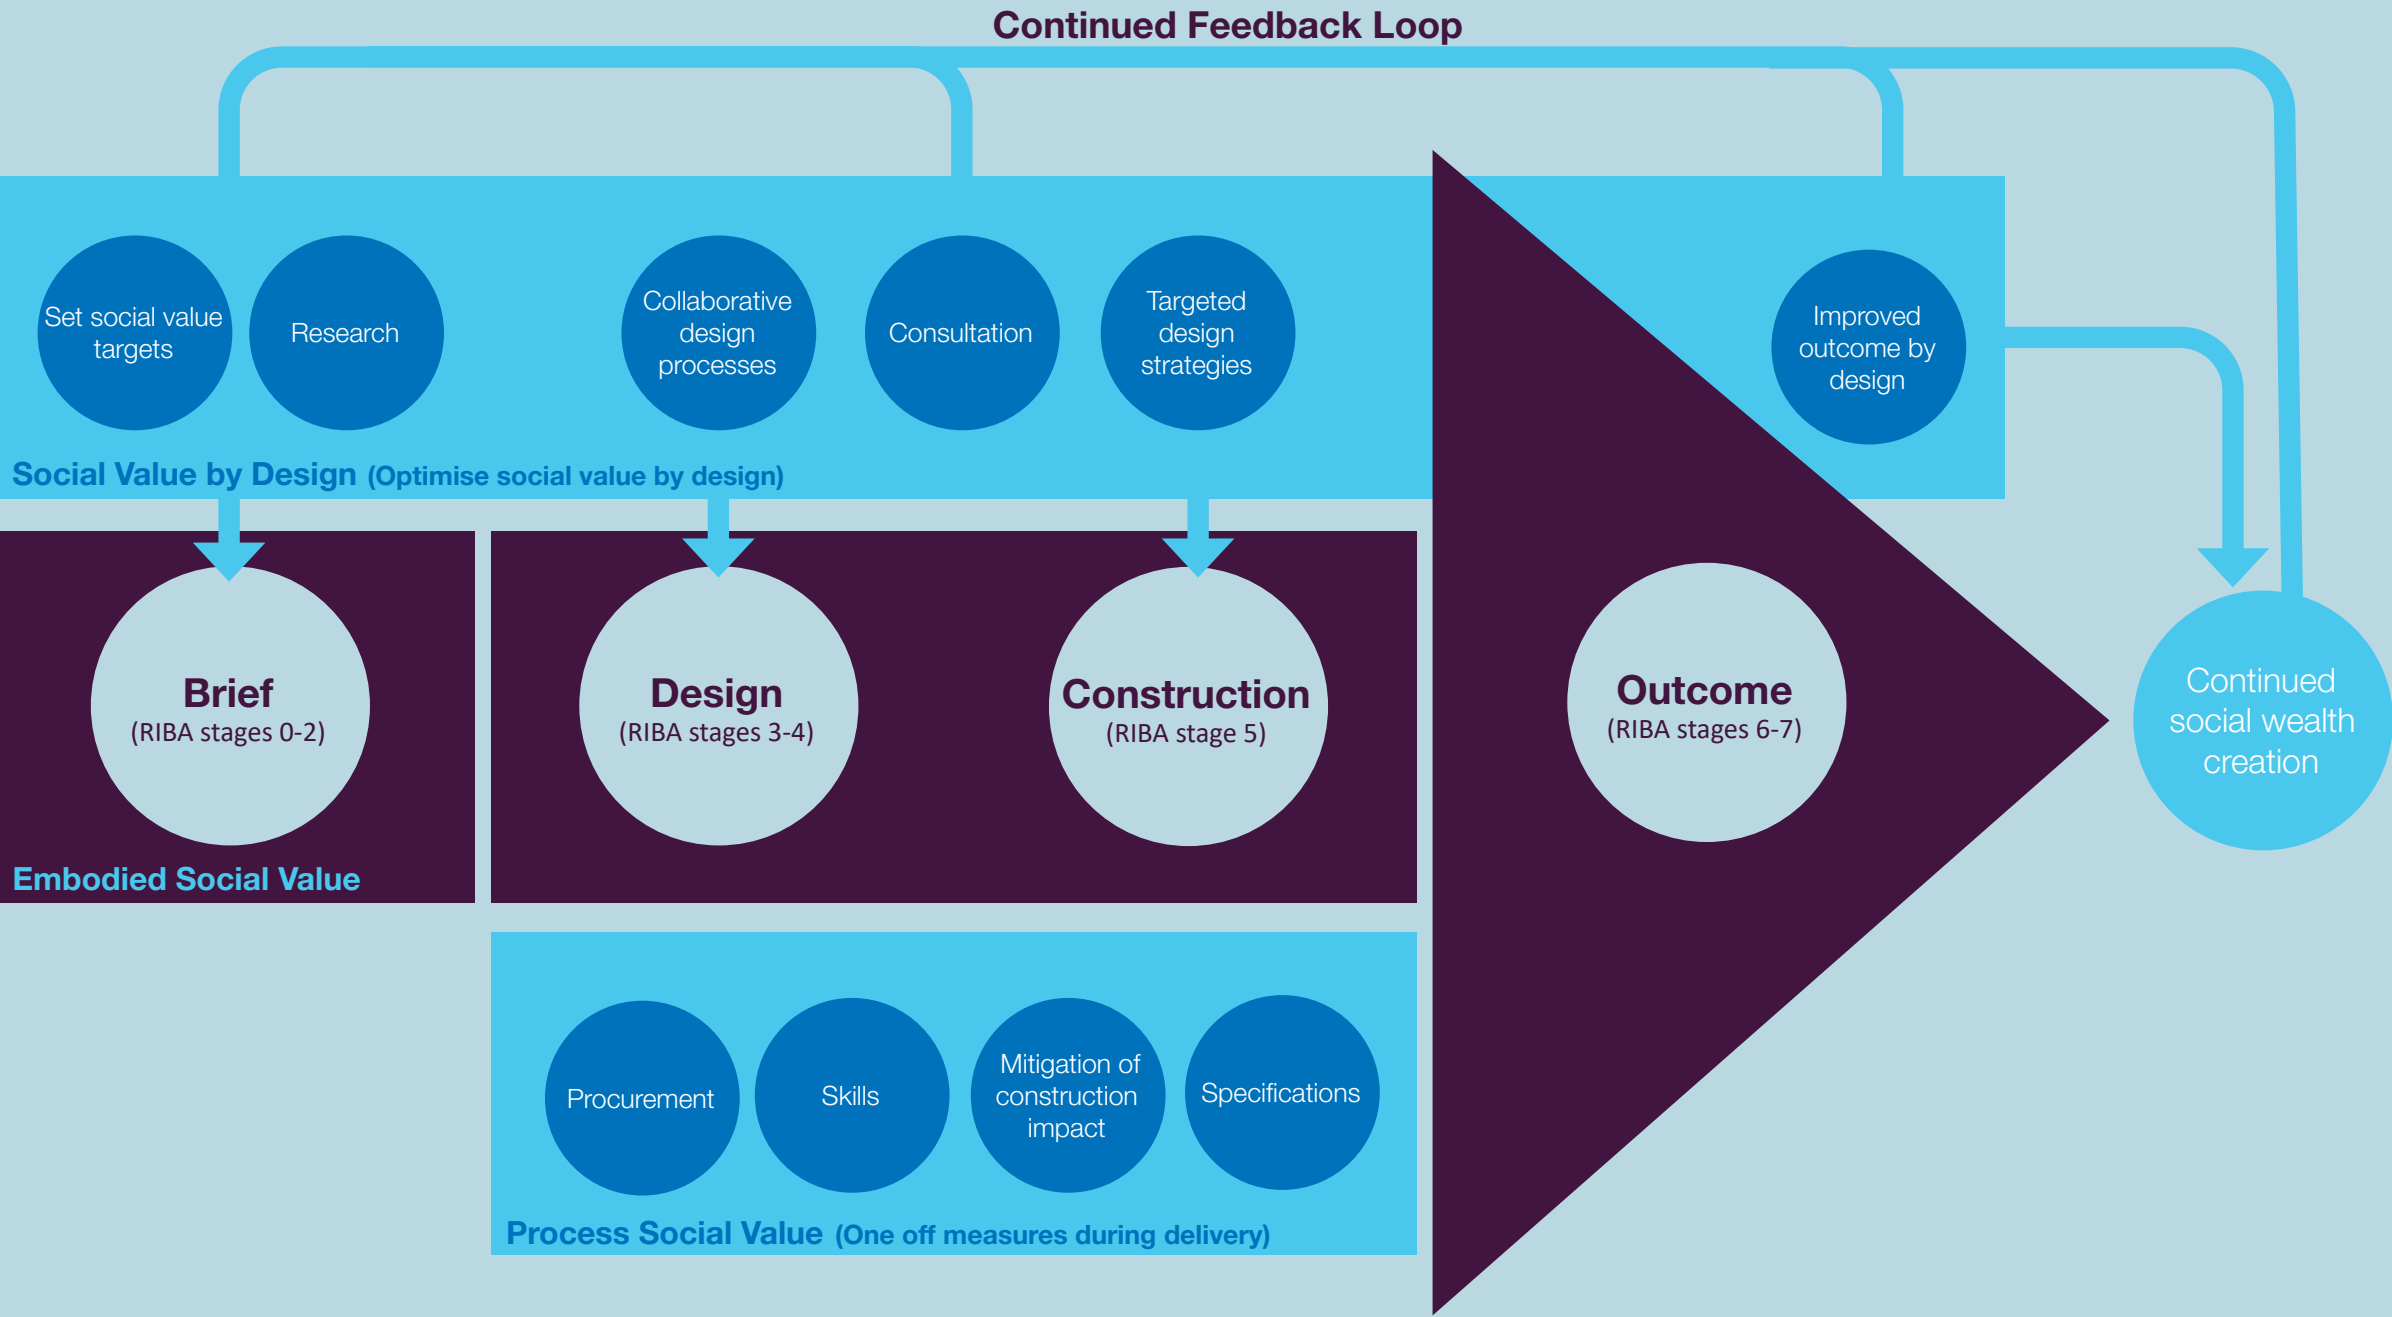 Continued Feedback Loop
Set social value
targets
Research
Collaborative
design
processes
Consultation
Targeted
design
strategies
Improved
outcome by
design
Social Value by Design (Optimise social value by design)
Brief
(RIBA stages 0-2)
Design
(RIBA stages 3-4)
Construction
(RIBA stage 5)
Outcome
(RIBA stages 6-7)
Continued
social wealth
creation
Embodied Social Value
Procurement
Skills
Mitigation of
construction
impact
Specifications
Process Social Value (One off measures during delivery)